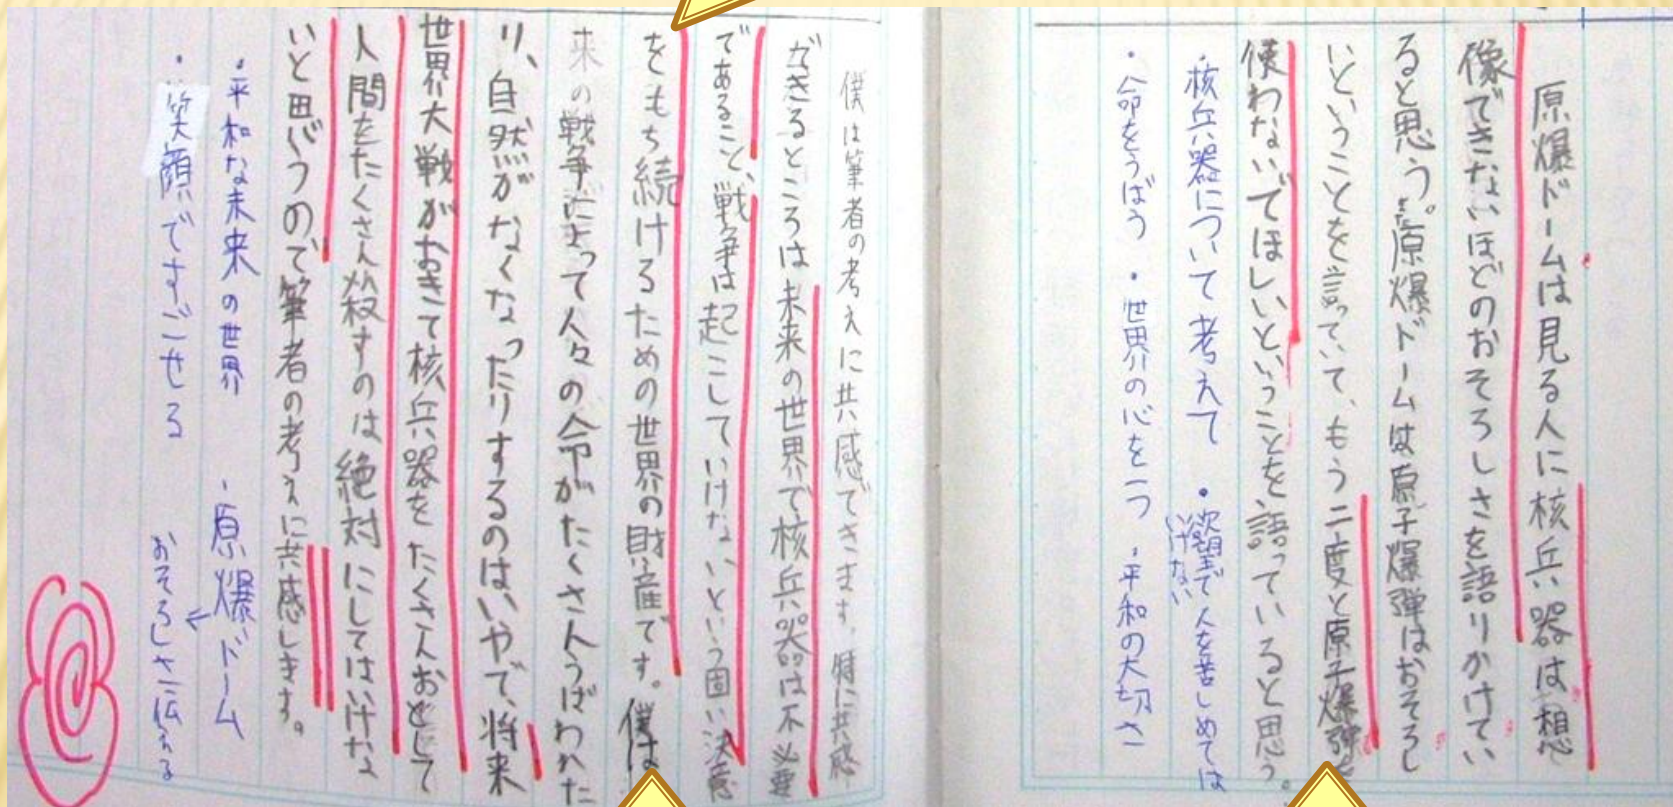 原爆ドームは見る人に核兵器は想
像できないほどのおそろしさを語りかけてい
ると思う。原爆ドームは原子爆弾はおそろし
いということを言っていて、もう二度と原子爆弾を
使わないでほしいということを語っていると思う。
・核兵器について考えて ・欲望で人を苦しめては
いけない
・命をうばう ・世界の心を一つ ・平和の大切さ
僕は筆者の考えに共感できます。特に共感
ができるところは未来の世界で核兵器は不必要
であること、戦争は起こしていけないという固い決意
をもち続けるための世界の財産です。僕は
来の戦争によって人々の命がたくさんうばわれた
り、自然がなくなったりするのはいやで、将来
世界大戦がおきて核兵器をたくさんおとして
人間をたくさん殺すのは絶対にしてはいけな
いと思うので筆者の考えに共感します。
・平和な未来の世界 ・原爆ドーム
・笑顔ですごせる ← おそろしさ伝える